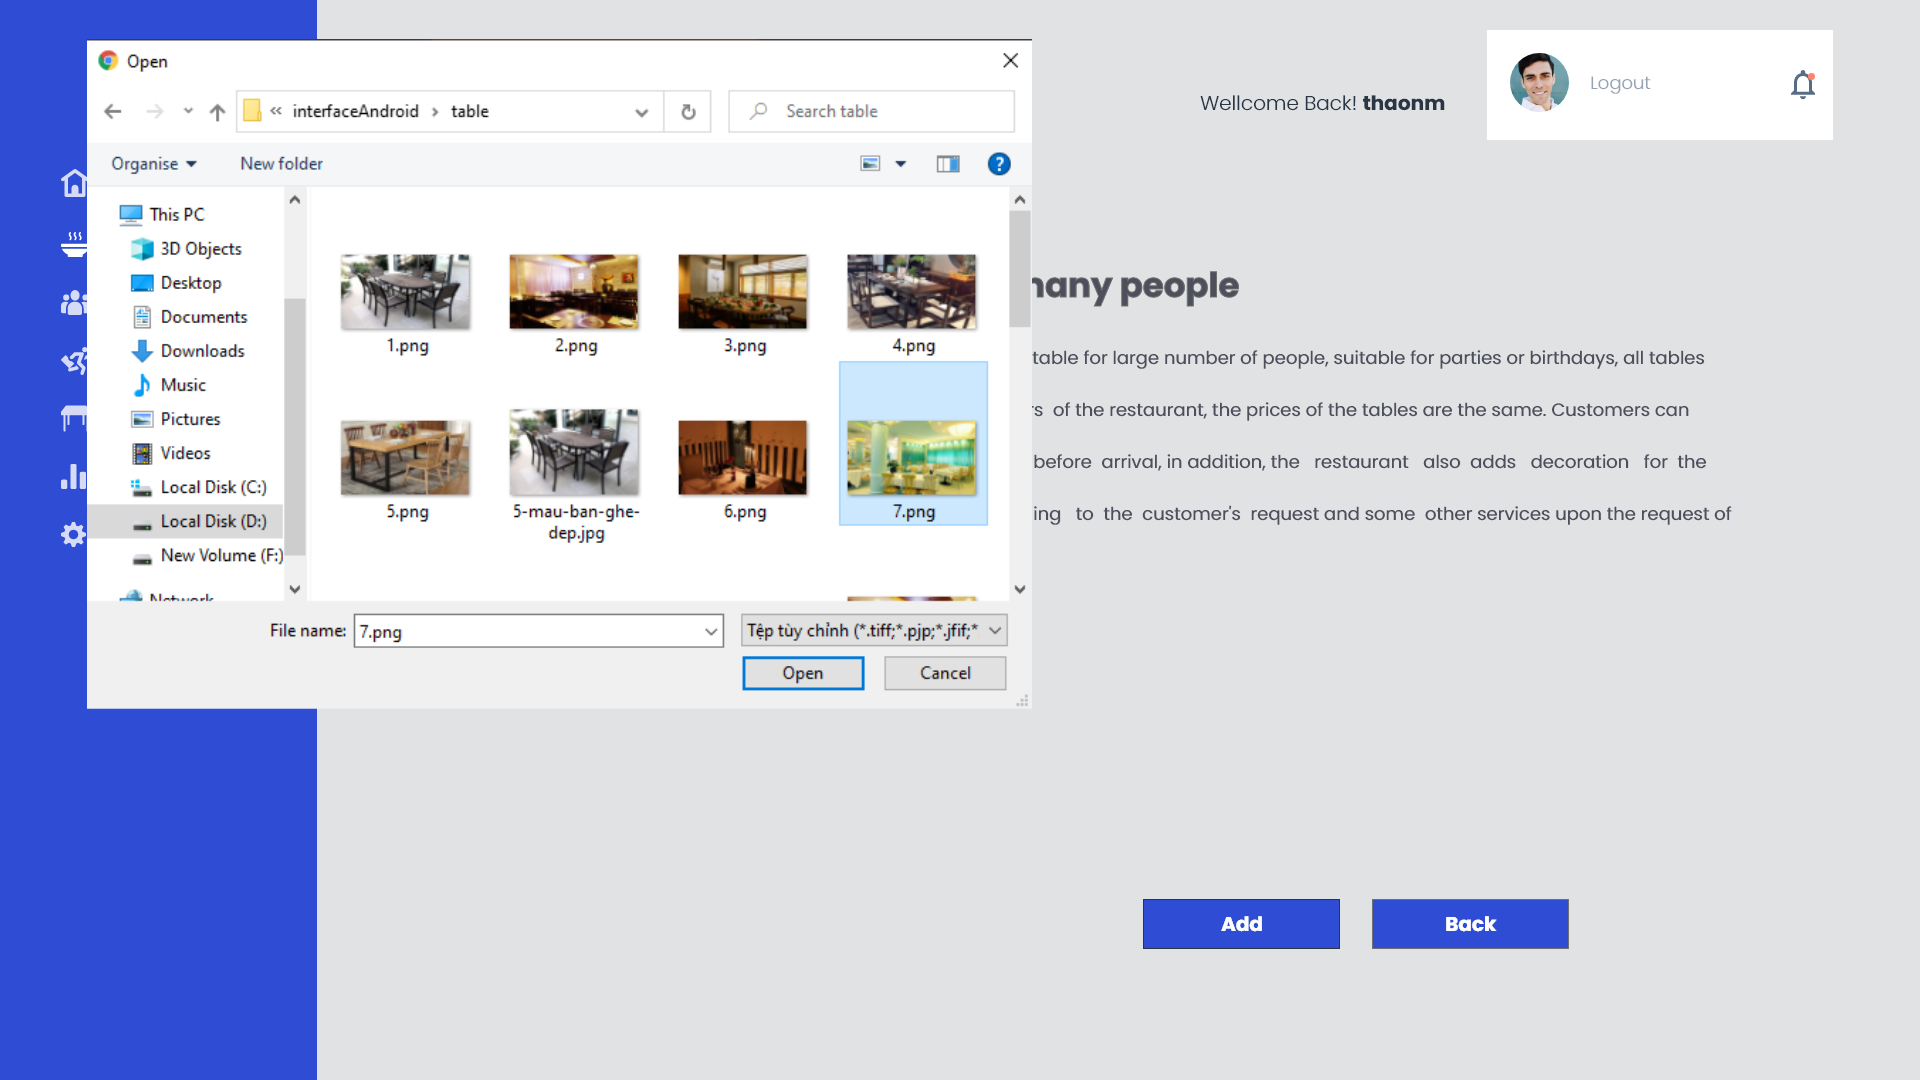 Open
interfaceAndroid
table
Search table
Organise
New folder
This PC
3D Objects
Desktop
Documents
Downloads
Music
Pictures
Videos
Local Disk (C:)
Local Disk (D:)
New Volume (F:)
Network
1.png
2.png
3.png
4.png
5.png
5-mau-ban-ghe-
dep.jpg
6.png
7.png
File name:
7.png
Tệp tùy chỉnh (*.tiff;*.pjp;*.jfif;*
Open
Cancel
Wellcome Back! thaonm
Logout
people
table for large number of people, suitable for parties or birthdays, all tables
of the restaurant, the prices of the tables are the same. Customers can
before arrival, in addition, the restaurant also adds decoration for the
to the customer's request and some other services upon the request of
Add
Back